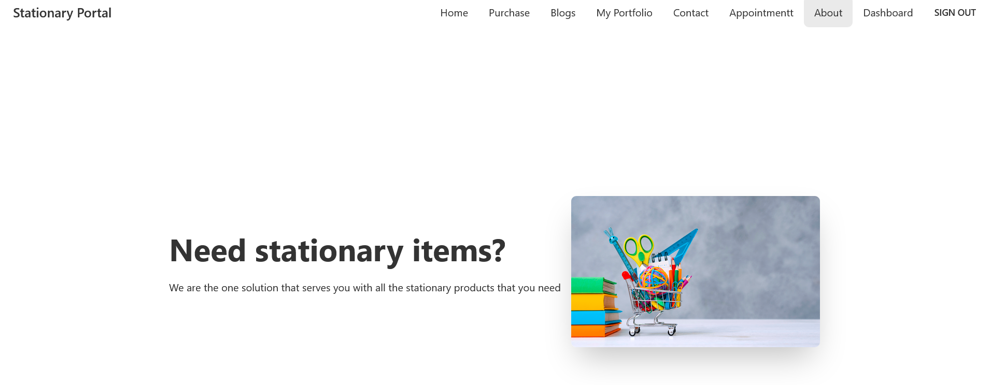 Stationary Portal
Home Purchase Blogs My Portfolio Contact Appointmentt About Dashboard SIGN OUT
Need stationary items?
We are the one solution that serves you with all the stationary products that you need